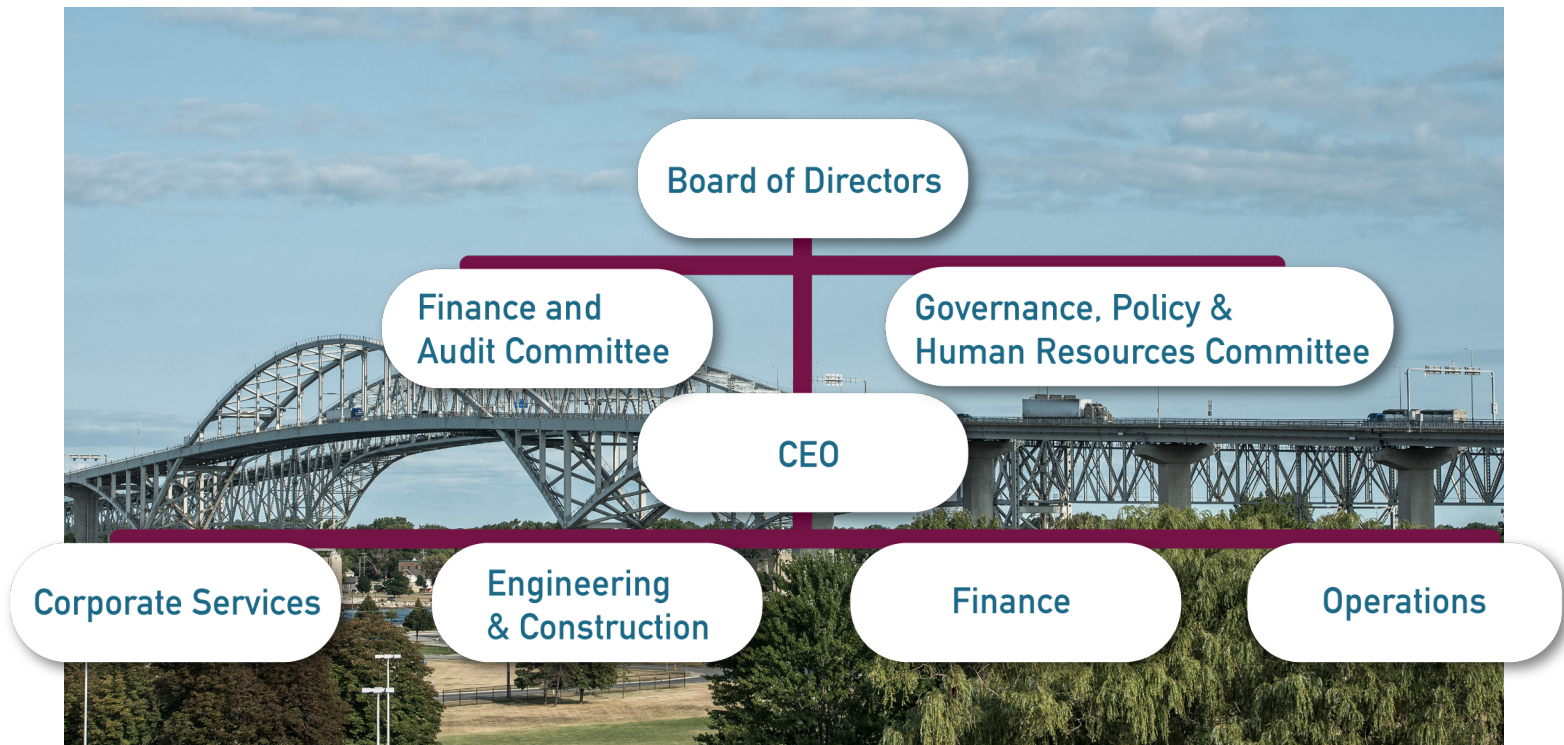 Board of Directors
Finance and
Audit Committee
Governance, Policy &
Human Resources Committee
CEO
Corporate Services
Engineering
& Construction
Finance
Operations